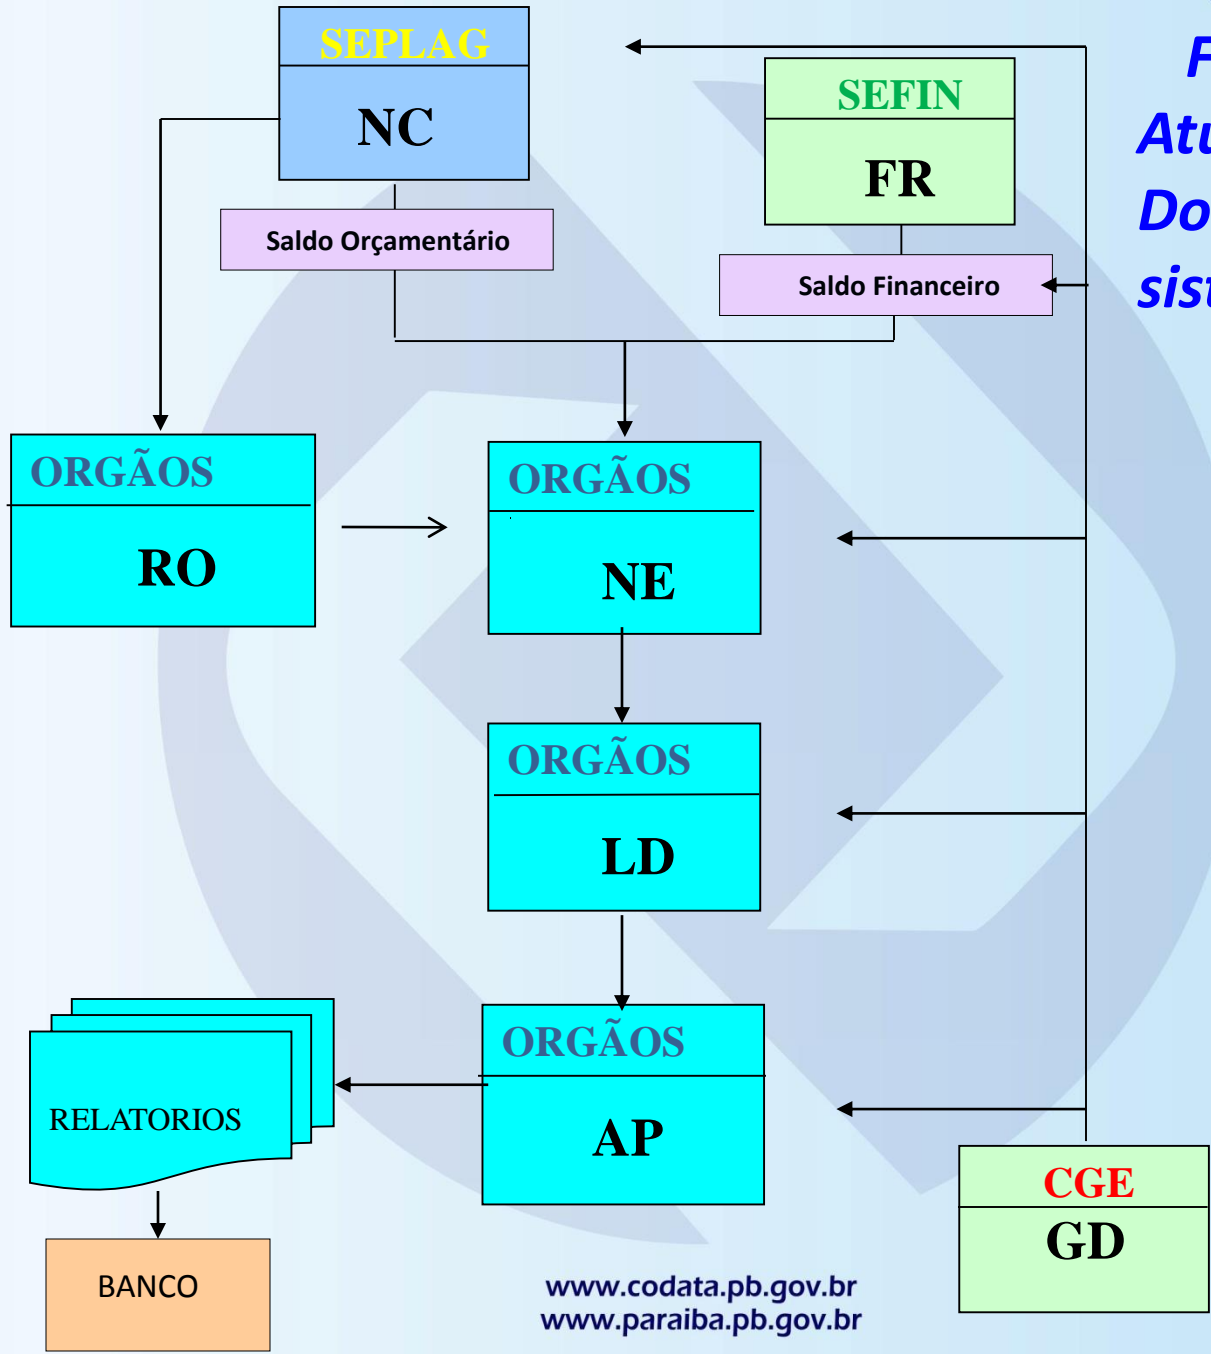 SEPLAG
NC
SEFIN
FR
Saldo Orçamentário
Saldo Financeiro
ORGÃOS
RO
ORGÃOS
NE
ORGÃOS
LD
ORGÃOS
AP
RELATORIOS
BANCO
CGE
GD
www.codata.pb.gov.br
www.paraiba.pb.gov.br